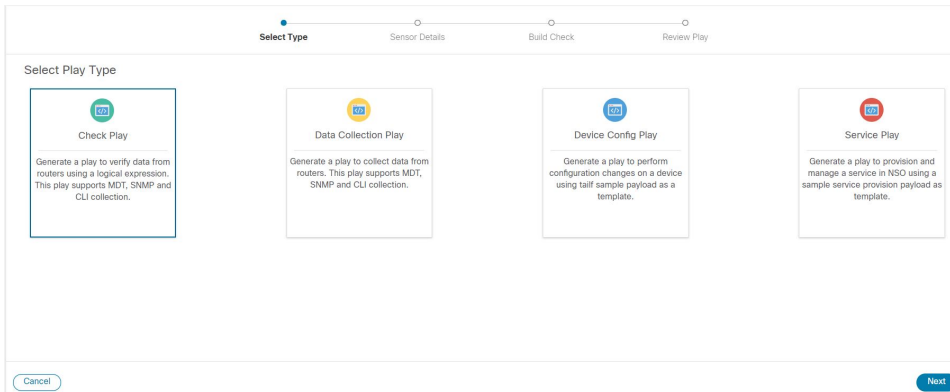 Select Type
Sensor Details
Build Check
Review Play
Select Play Type
Check Play
Generate a play to verify data from
routers using a logical expression.
This play supports MDT, SNMP and
CLI collection.
Data Collection Play
Generate a play to collect data from
routers. This play supports MDT,
SNMP and CLI collection.
Device Config Play
Generate a play to perform
configuration changes on a device
using tailf sample payload as a
template.
Service Play
Generate a play to provision and
manage a service in NSO using a
sample service provision payload as
template.
Cancel
Next